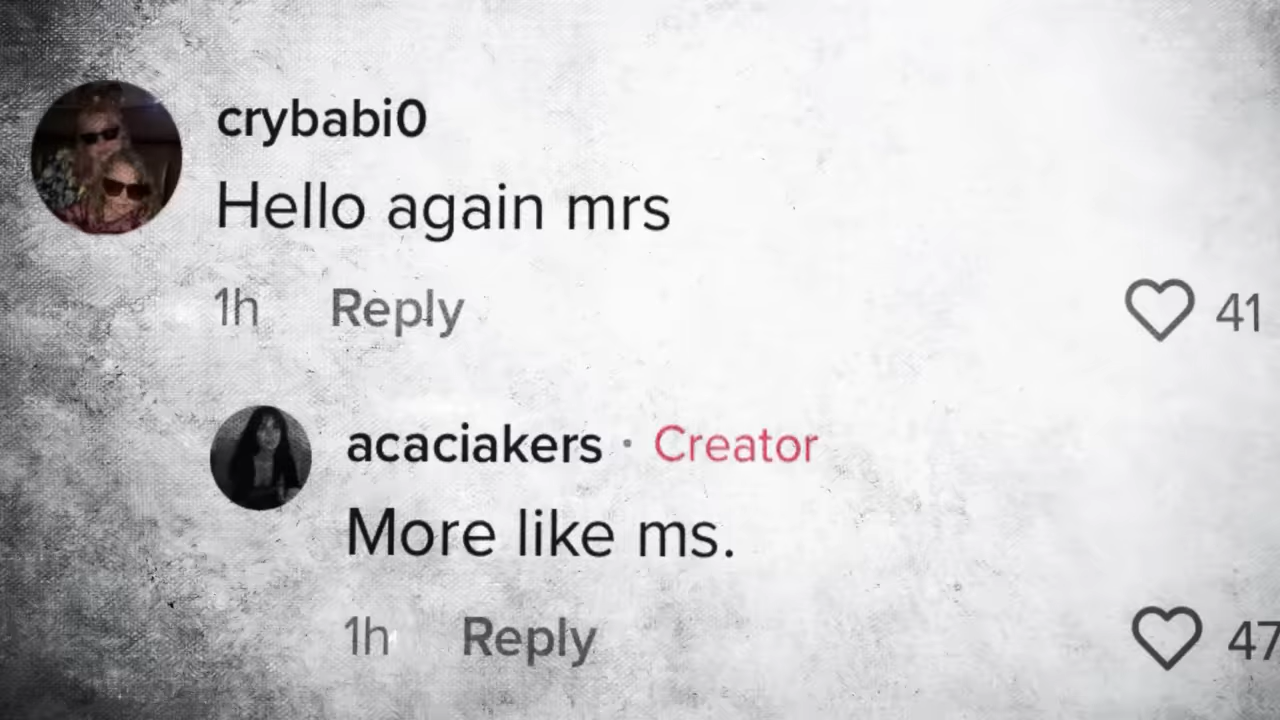 crybabi0
Hello again mrs
1h Reply 41
acaciakers · Creator
More like ms.
1h Reply 47